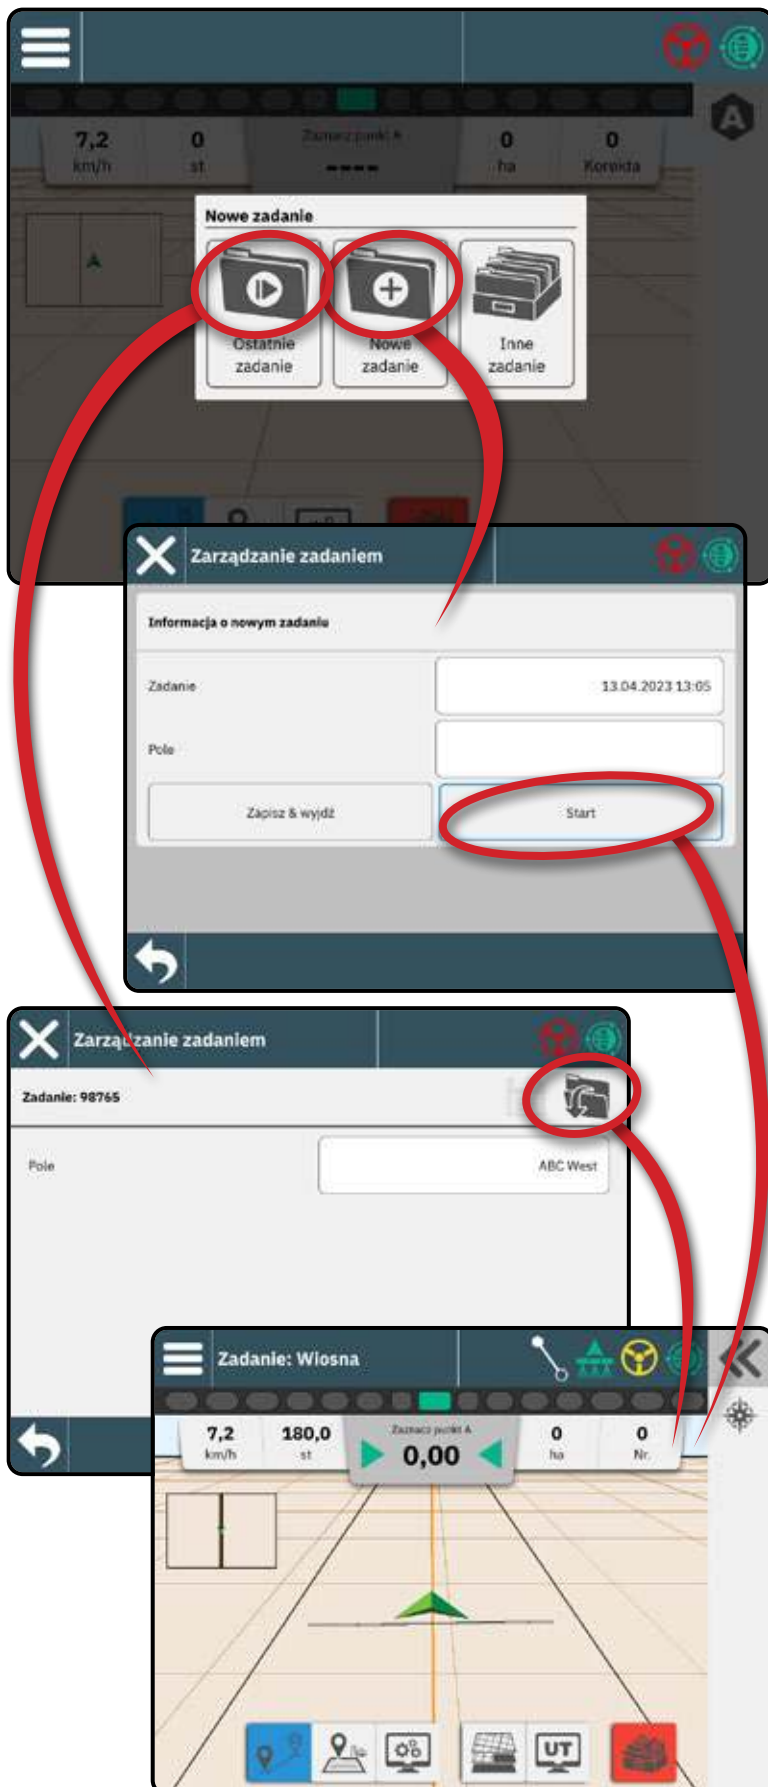 7,2
km/h
0
st
Zaznacz punkt A
----
0
ha
0
Korekta
A
Nowe zadanie
Ostatnie
zadanie
Nowe
zadanie
Inne
zadanie
Zarządzanie zadaniem
Informacja o nowym zadaniu
Zadanie
13.04.2023 13:05
Pole
Zapisz & wyjdź
Start
Zarządzanie zadaniem
Zadanie: 98765
Pole
ABC West
Zadanie: Wiosna
7,2
km/h
180,0
st
Zaznacz punkt A
0,00
0
ha
0
Nr.
UT